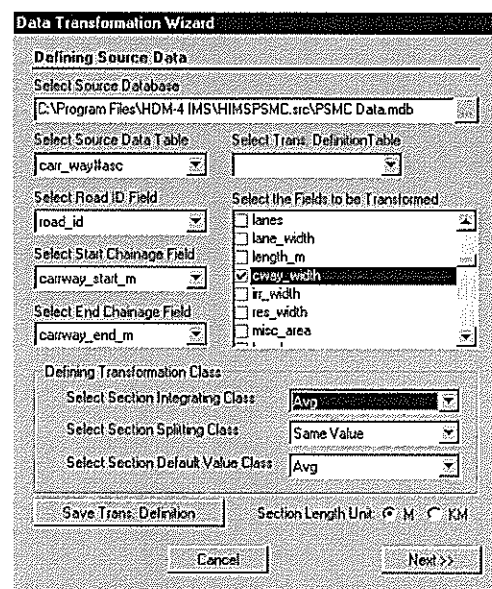 Data Transformation Wizard
Defining Source Data
Select Source Database
C:\Program Files\HDM-4 IMS\HIMSPSMC.src\PSMC Data.mdb
...
Select Source Data Table
Select Trans. DefinitionTable
carr_way#asc
Select Road ID Field
Select the Fields to be Transformed
road_id
lanes
lane_width
Select Start Chainage Field
length_m
carrway_start_m
cway_width
irr_width
Select End Chainage Field
res_width
carrway_end_m
misc_area
Defining Transformation Class
Select Section Integrating Class
Avg
Select Section Splitting Class
Same Value
Select Section Default Value Class
Avg
Save Trans. Definition
Section Length Unit M KM
Cancel
Next>>